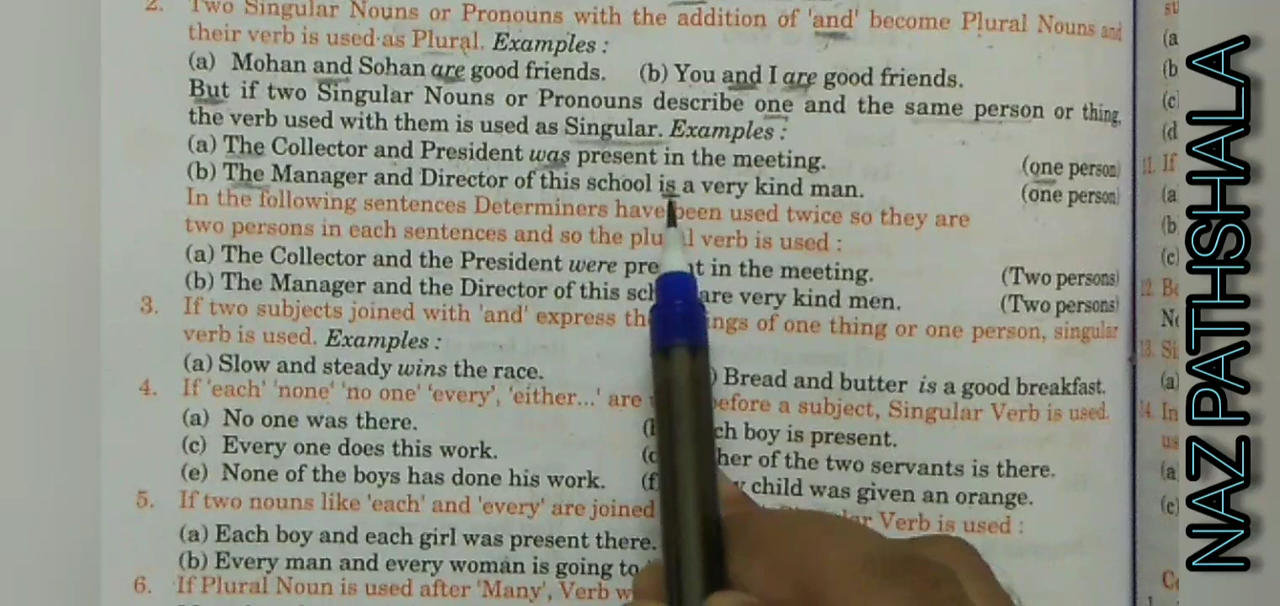 2. Two Singular Nouns or Pronouns with the addition of 'and' become Plural Nouns and
their verb is used as Plural. Examples :
(a) Mohan and Sohan are good friends. (b) You and I are good friends.
But if two Singular Nouns or Pronouns describe one and the same person or thing,
the verb used with them is used as Singular. Examples :
(a) The Collector and President was present in the meeting. (one person)
(b) The Manager and Director of this school is a very kind man. (one person)
In the following sentences Determiners have been used twice so they are
two persons in each sentences and so the verb is used :
(a) The Collector and the President were in the meeting. (Two persons)
(b) The Manager and the Director of this are very kind men. (Two persons)
3. If two subjects joined with 'and' express of one thing or one person, singular
verb is used. Examples :
(a) Slow and steady wins the race. Bread and butter is a good breakfast.
4. If 'each' 'none' 'no one' 'every', 'either...' are before a subject, Singular Verb is used.
(a) No one was there. boy is present.
(c) Every one does this work. of the two servants is there.
(e) None of the boys has done his work. (f child was given an orange.
5. If two nouns like 'each' and 'every' are joined Verb is used :
(a) Each boy and each girl was present there.
(b) Every man and every woman is going to
6. If Plural Noun is used after 'Many', Verb
(a
(b
(c
(d
11. If
(a
(b
(c
12. B
N
13. Si
(a
14. In
us
(a
(c
NAZ PATHSHALA